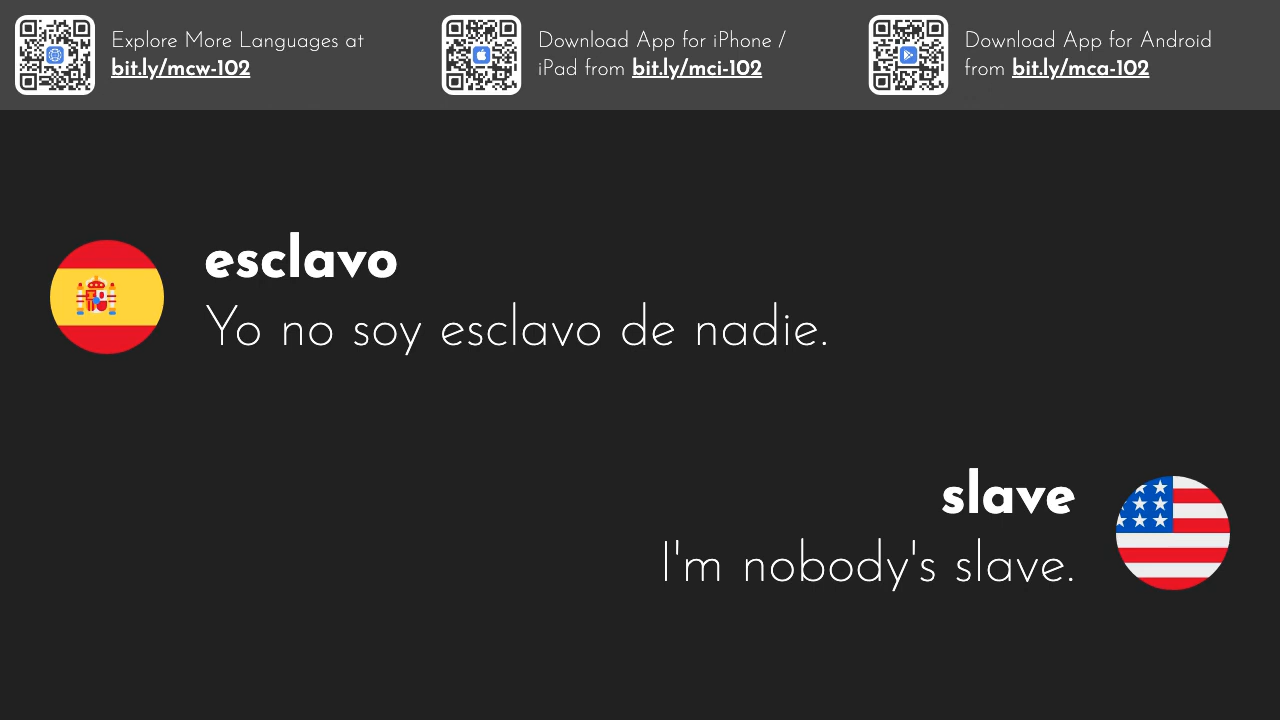 Explore More Languages at
bit.ly/mcw-102
Download App for iPhone /
iPad from bit.ly/mci-102
Download App for Android
from bit.ly/mca-102
esclavo
Yo no soy esclavo de nadie.
slave
I'm nobody's slave.